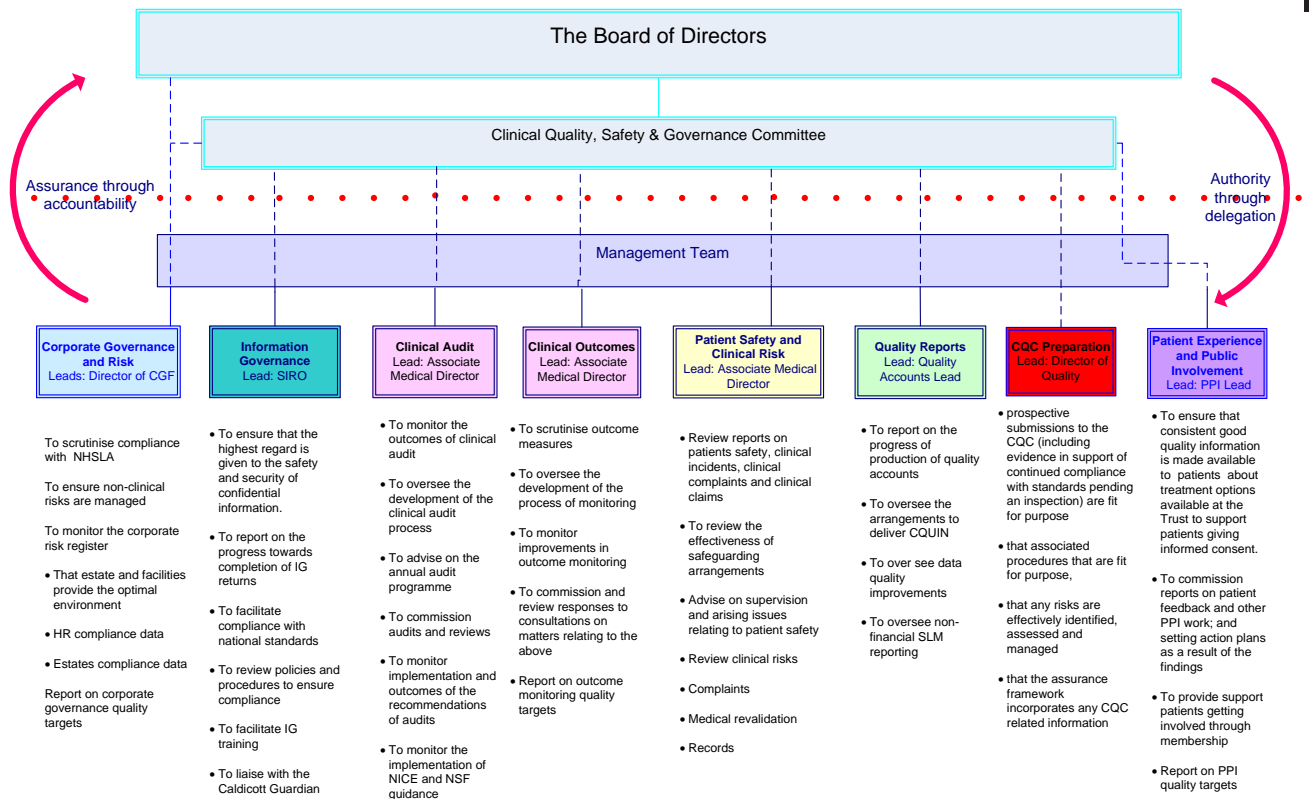 The Board of Directors
Clinical Quality, Safety & Governance Committee
Assurance through
accountability
Authority
through
delegation
Management Team
Corporate Governance
and Risk
Leads: Director of CGF
Information
Governance
Lead: SIRO
Clinical Audit
Lead: Associate
Medical Director
Clinical Outcomes
Lead: Associate
Medical Director
Patient Safety and
Clinical Risk
Lead: Associate Medical
Director
Quality Reports
Lead: Quality
Accounts Lead
CQC Preparation
Lead: Director of
Quality
Patient Experience
and Public
Involvement
Lead: PPI Lead
To scrutinise compliance
with NHSLA
To ensure non-clinical
risks are managed
To monitor the corporate
risk register
• That estate and facilities
provide the optimal
environment
• HR compliance data
• Estates compliance data
Report on corporate
governance quality
targets
• To ensure that the
highest regard is
given to the safety
and security of
confidential
information.
• To report on the
progress towards
completion of IG
returns
• To facilitate
compliance with
national standards
• To review policies and
procedures to ensure
compliance
• To facilitate IG
training
• To liaise with the
Caldicott Guardian
• To monitor the
outcomes of clinical
audit
• To oversee the
development of the
clinical audit
process
• To advise on the
annual audit
programme
• To commission
audits and reviews
• To monitor
implementation and
outcomes of the
recommendations
of audits
• To monitor the
implementation of
NICE and NSF
guidance
• To scrutinise outcome
measures
• To oversee the
development of the
process of monitoring
• To monitor
improvements in
outcome monitoring
• To commission and
review responses to
consultations on
matters relating to the
above
• Report on outcome
monitoring quality
targets
• Review reports on
patients safety, clinical
incidents, clinical
complaints and clinical
claims
• To review the
effectiveness of
safeguarding
arrangements
• Advise on supervision
and arising issues
relating to patient safety
• Review clinical risks
• Complaints
• Medical revalidation
• Records
• To report on the
progress of
production of quality
accounts
• To oversee the
arrangements to
deliver CQUIN
• To over see data
quality
improvements
• To oversee non-
financial SLM
reporting
• prospective
submissions to the
CQC (including
evidence in support of
continued compliance
with standards pending
an inspection) are fit
for purpose
• that associated
procedures that are fit
for purpose,
• that any risks are
effectively identified,
assessed and
managed
• that the assurance
framework
incorporates any CQC
related information
• To ensure that
consistent good
quality information
is made available
to patients about
treatment options
available at the
Trust to support
patients giving
informed consent.
• To commission
reports on patient
feedback and other
PPI work; and
setting action plans
as a result of the
findings
• To provide support
patients getting
involved through
membership
• Report on PPI
quality targets